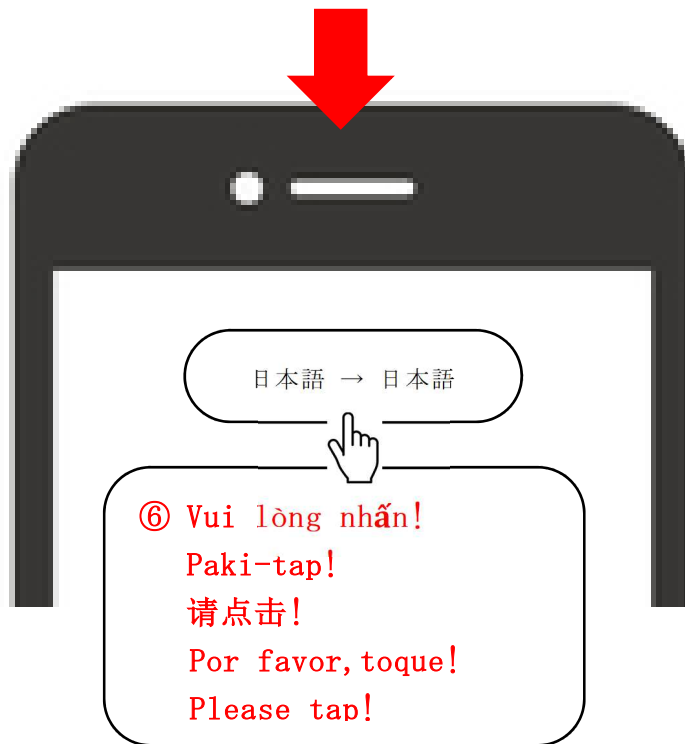 日本語 → 日本語
⑥ Vui lòng nhấn!
Paki-tap!
请点击!
Por favor,toque!
Please tap!